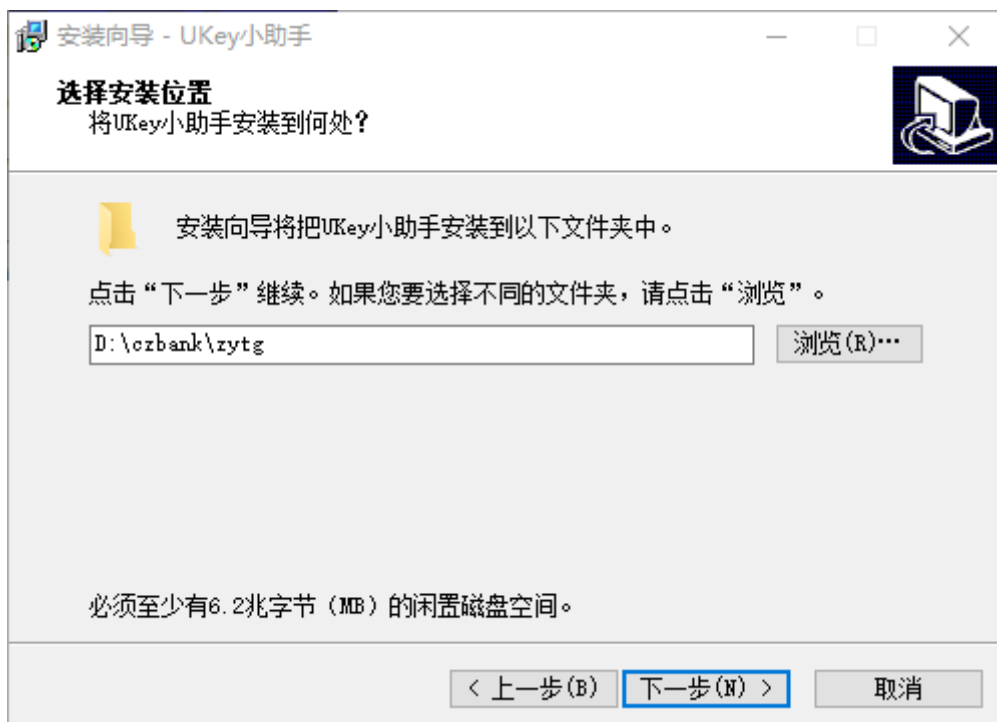 安装向导 - UKey小助手
选择安装位置
将UKey小助手安装到何处?
安装向导将把UKey小助手安装到以下文件夹中。
点击“下一步”继续。如果您要选择不同的文件夹，请点击“浏览”。
D:\czbank\zytg
浏览(R)…
必须至少有6.2兆字节（MB）的闲置磁盘空间。
< 上一步(B)
下一步(N) >
取消